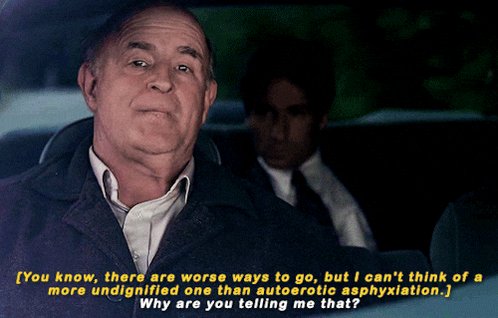 [You know, there are worse ways to go, but I can't think of a
more undignified one than autoerotic asphyxiation.]
Why are you telling me that?